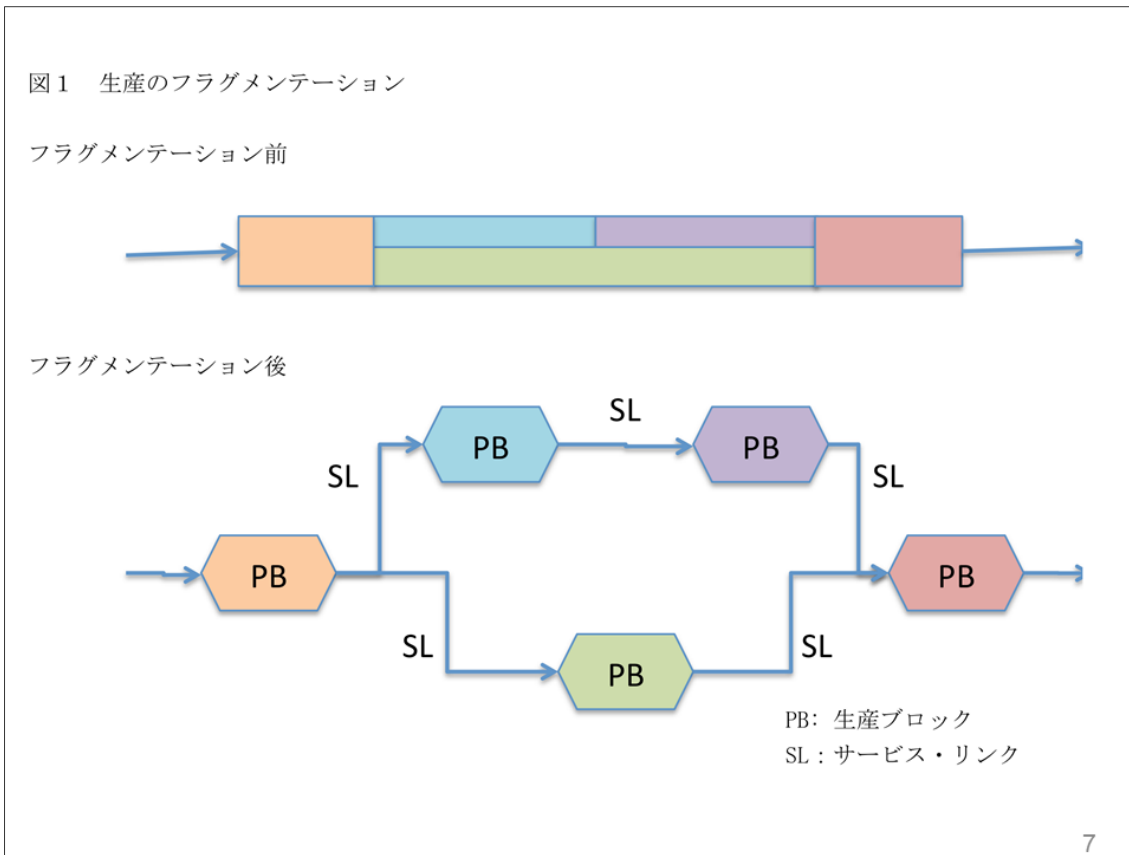 図１　生産のフラグメンテーション
フラグメンテーション前
フラグメンテーション後
SL
PB
PB
SL
SL
PB
PB
SL
SL
PB
PB: 生産ブロック
SL：サービス・リンク
7